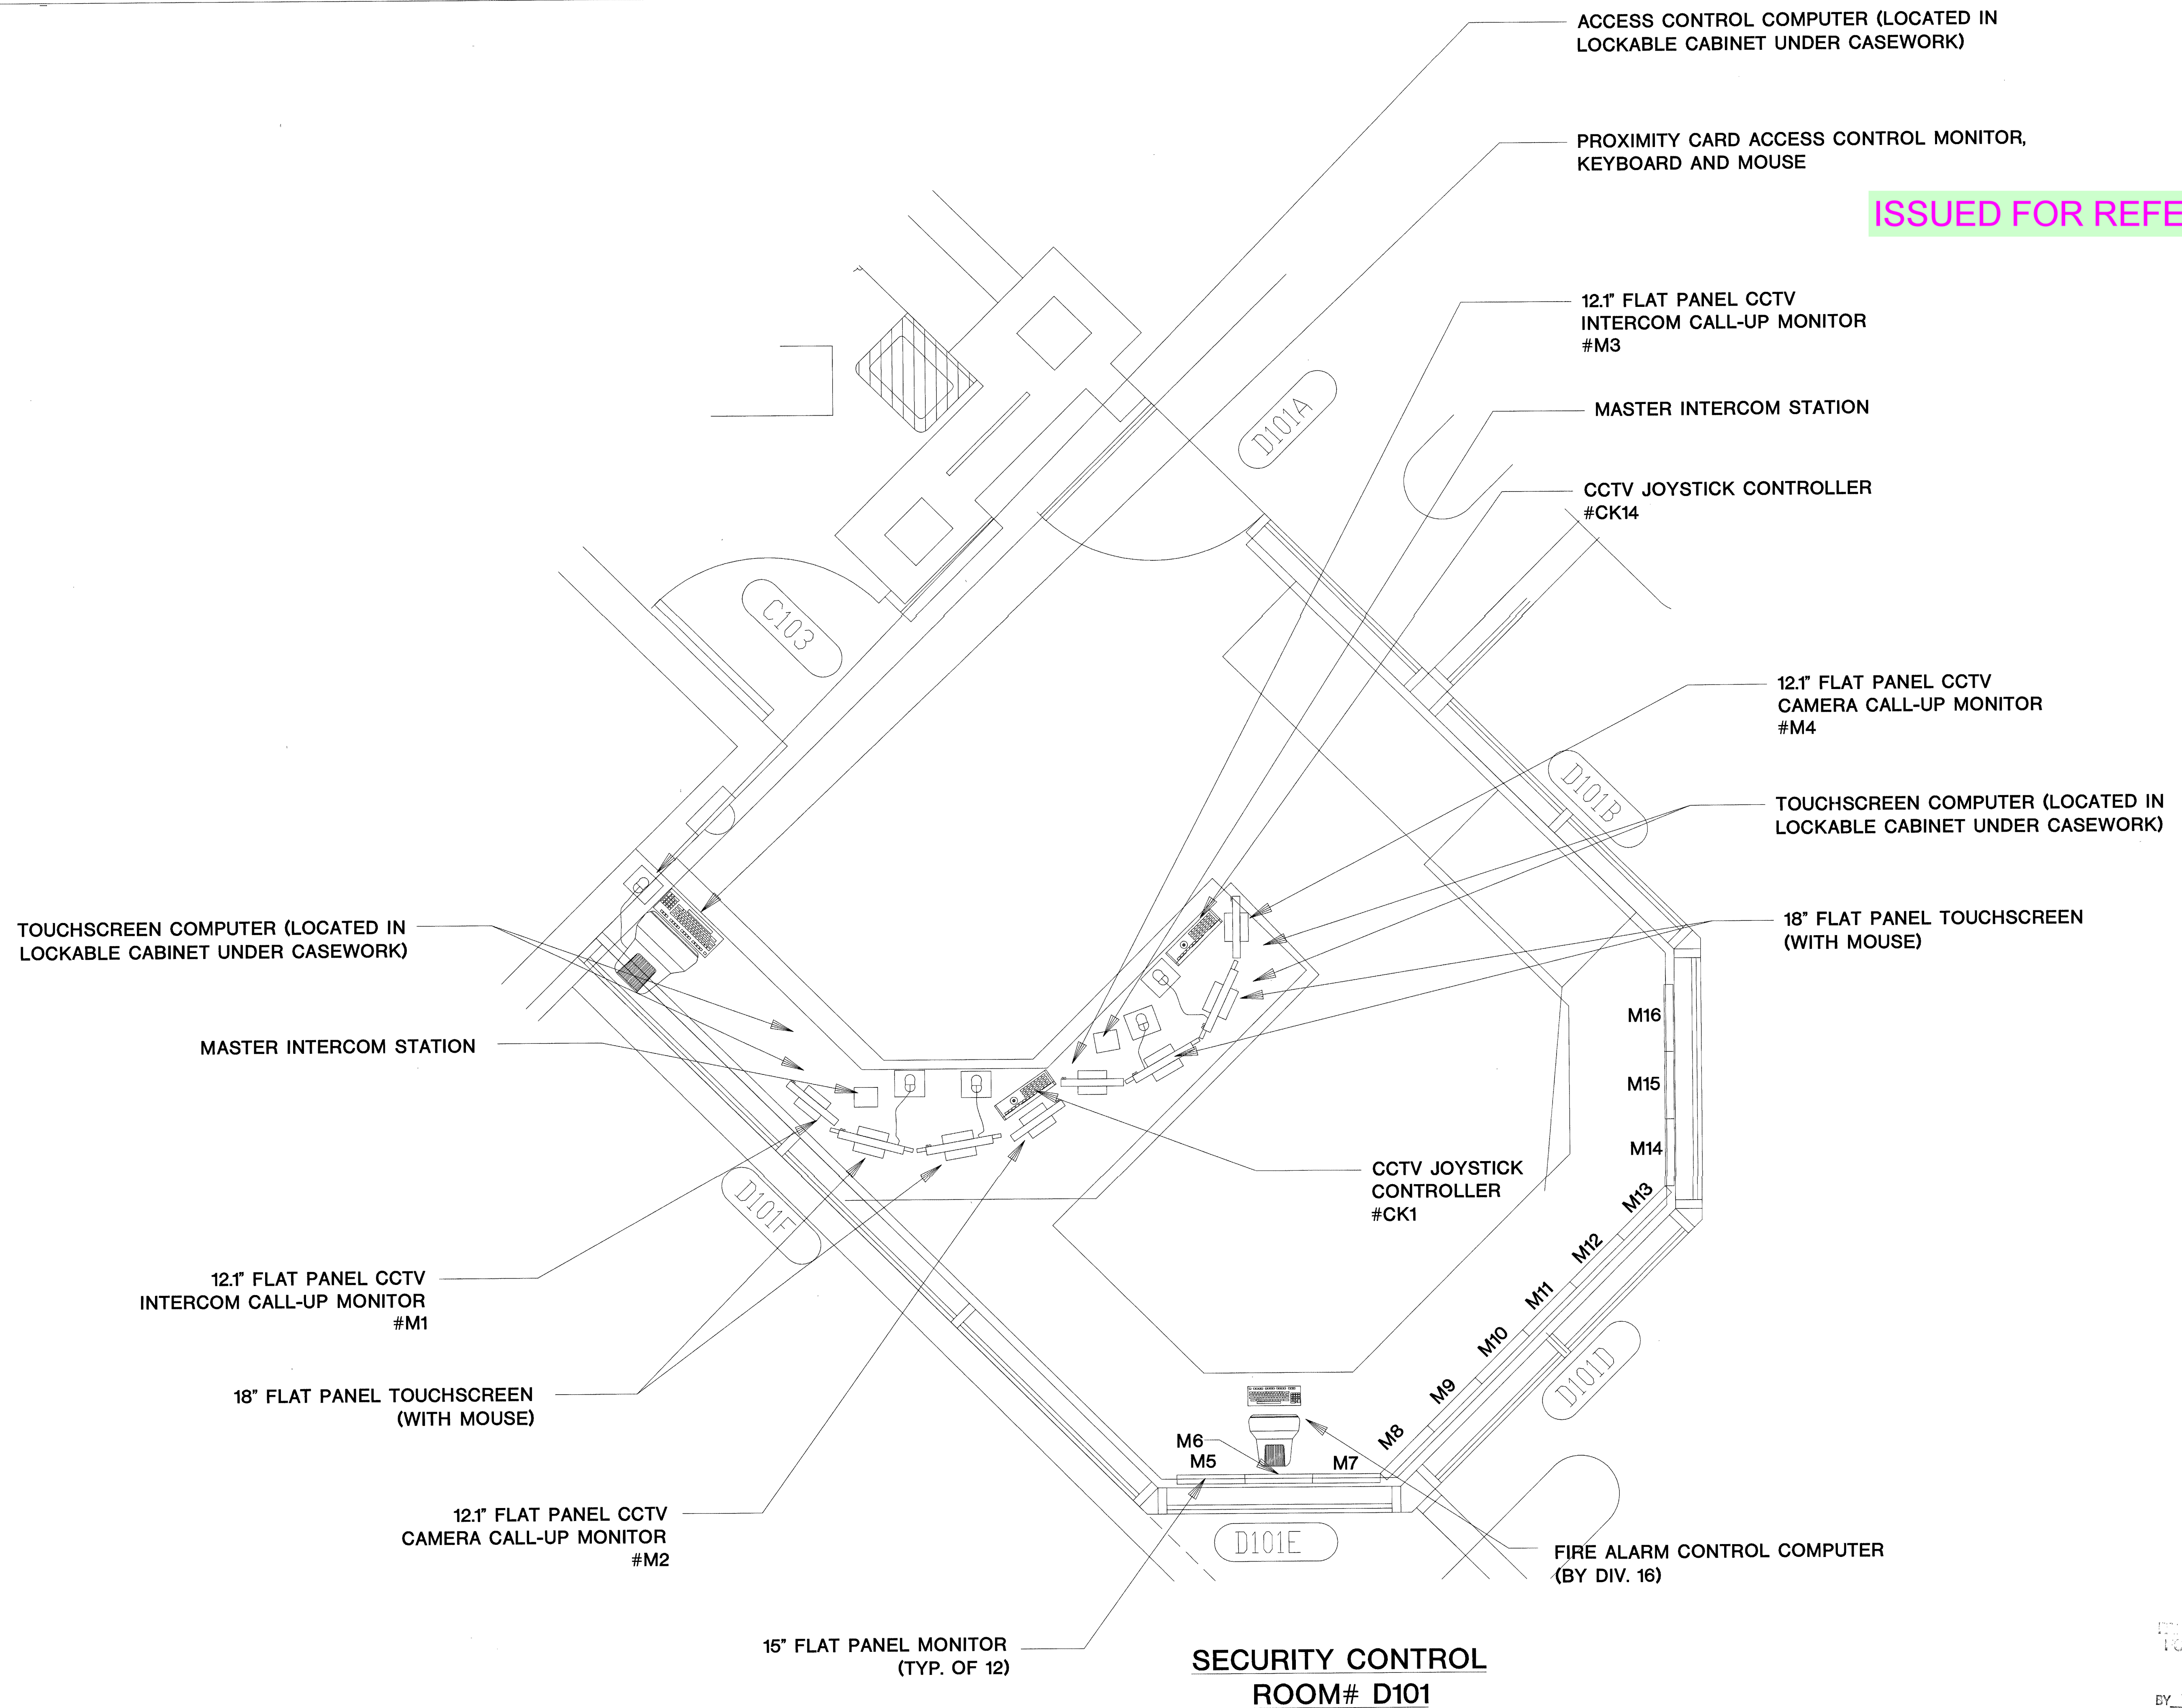 ACCESS CONTROL COMPUTER (LOCATED IN
LOCKABLE CABINET UNDER CASEWORK)
PROXIMITY CARD ACCESS CONTROL MONITOR,
KEYBOARD AND MOUSE
ISSUED FOR REFE
12.1" FLAT PANEL CCTV
INTERCOM CALL-UP MONITOR
#M3
MASTER INTERCOM STATION
CCTV JOYSTICK CONTROLLER
#CK14
D101A
C103
12.1" FLAT PANEL CCTV
CAMERA CALL-UP MONITOR
#M4
D101B
TOUCHSCREEN COMPUTER (LOCATED IN
LOCKABLE CABINET UNDER CASEWORK)
18" FLAT PANEL TOUCHSCREEN
(WITH MOUSE)
TOUCHSCREEN COMPUTER (LOCATED IN
LOCKABLE CABINET UNDER CASEWORK)
MASTER INTERCOM STATION
M16
M15
M14
M13
M12
M11
M10
M9
M8
CCTV JOYSTICK
CONTROLLER
#CK1
D101F
12.1" FLAT PANEL CCTV
INTERCOM CALL-UP MONITOR
#M1
18" FLAT PANEL TOUCHSCREEN
(WITH MOUSE)
D101D
M6
M5
M7
12.1" FLAT PANEL CCTV
CAMERA CALL-UP MONITOR
#M2
D101E
FIRE ALARM CONTROL COMPUTER
(BY DIV. 16)
15" FLAT PANEL MONITOR
(TYP. OF 12)
SECURITY CONTROL
ROOM# D101
BY